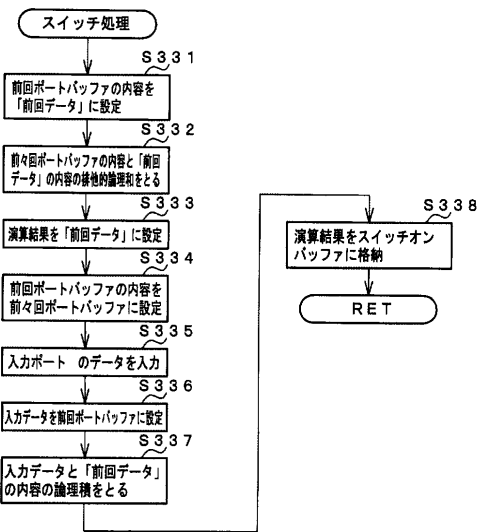 スイッチ処理
S331
前回ポートバッファの内容を
「前回データ」に設定
S332
前々回ポートバッファの内容と「前回
データ」の内容の排他的論理和をとる
S333
演算結果を「前回データ」に設定
S334
前回ポートバッファの内容を
前々回ポートバッファに設定
S335
入力ポート のデータを入力
S336
入力データを前回ポートバッファに設定
S337
入力データと「前回データ」
の内容の論理積をとる
S338
演算結果をスイッチオン
バッファに格納
RET